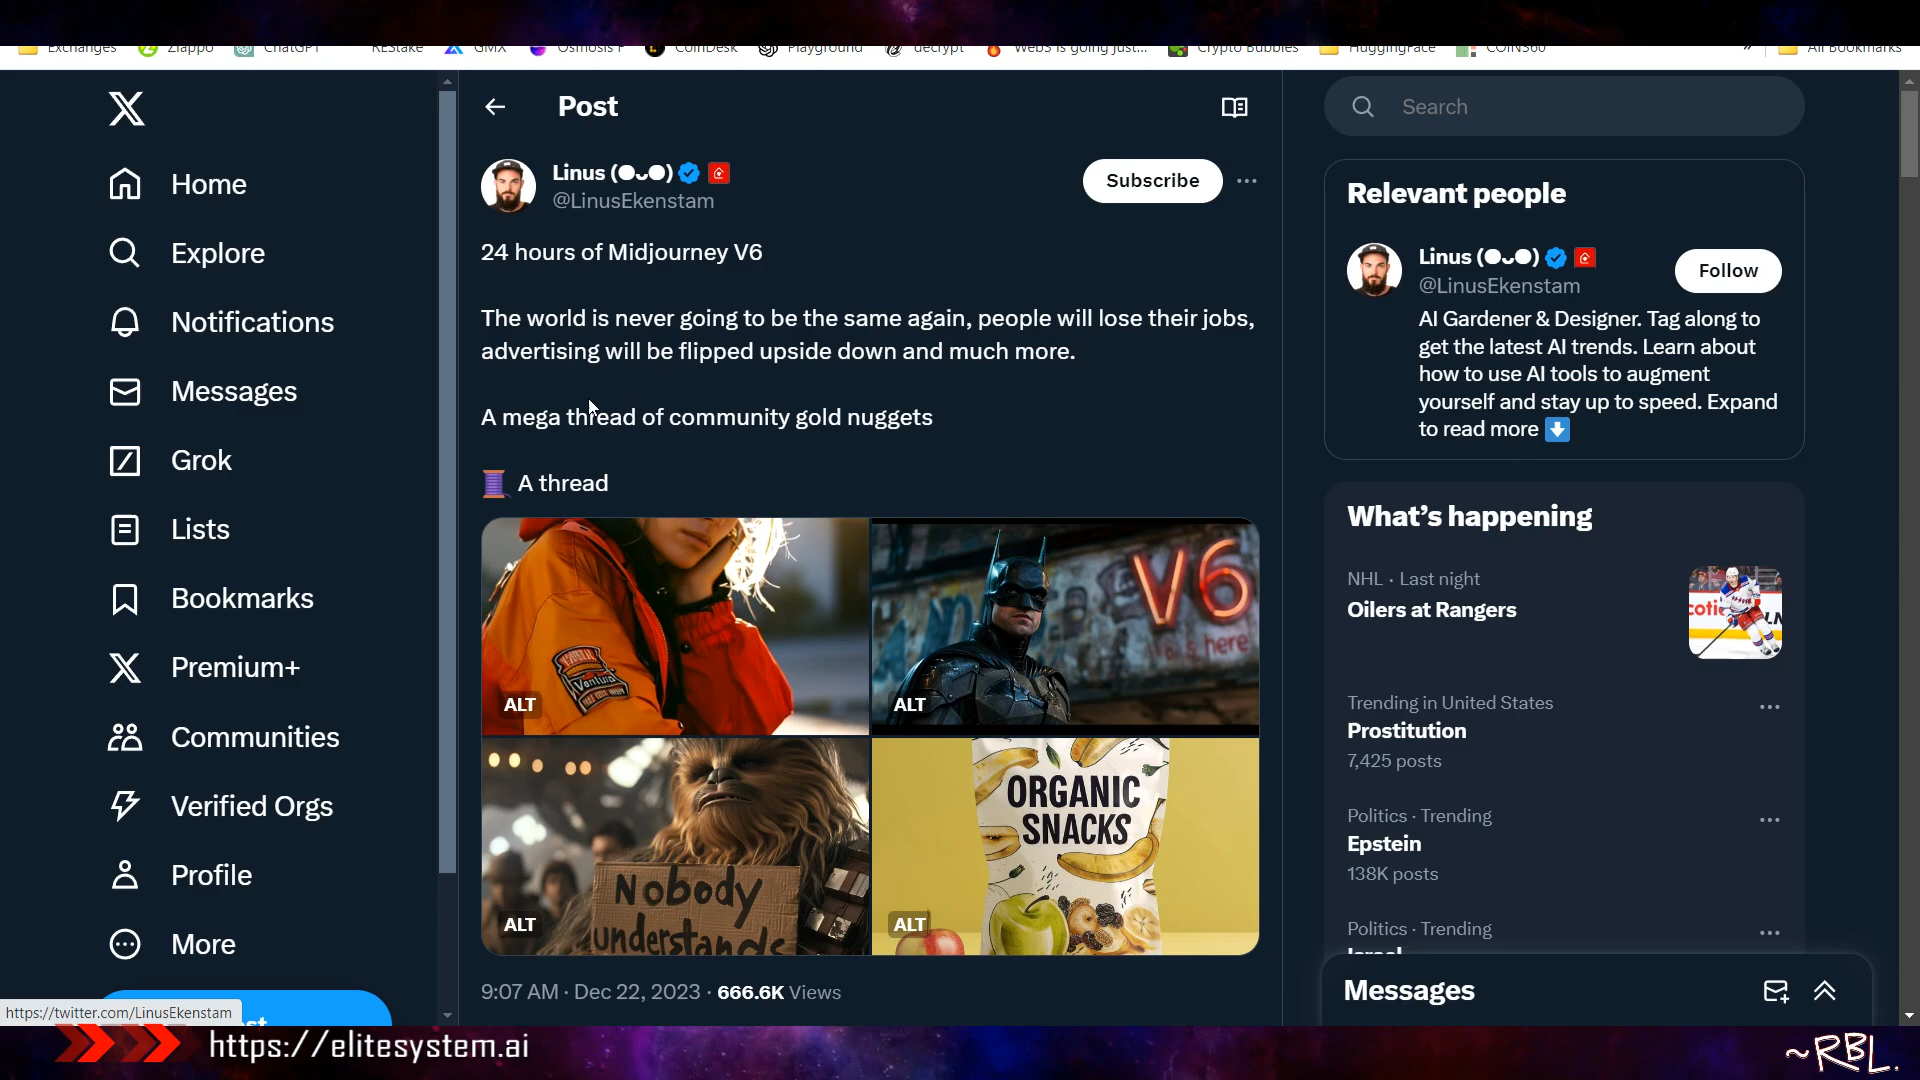 Exchanges
Zlappo
ChatGPT
REStake
GMX
Osmosis F
CoinDesk
Playground
decrypt
Web3 is going just...
Crypto Bubbles
HuggingFace
COIN360
»
All Bookmarks
Home
Explore
Notifications
Messages
Grok
Lists
Bookmarks
Premium+
Communities
Verified Orgs
Profile
More
https://twitter.com/LinusEkenstam
Post
Linus (●ᴗ●)
@LinusEkenstam
Subscribe
24 hours of Midjourney V6
The world is never going to be the same again, people will lose their jobs,
advertising will be flipped upside down and much more.
A mega thread of community gold nuggets
🧵 A thread
Ventura
ALT
V6
is here
ALT
Nobody
understands
ALT
ORGANIC
SNACKS
ALT
9:07 AM · Dec 22, 2023 · 666.6K Views
Search
Relevant people
Linus (●ᴗ●)
@LinusEkenstam
Follow
AI Gardener & Designer. Tag along to
get the latest AI trends. Learn about
how to use AI tools to augment
yourself and stay up to speed. Expand
to read more ⬇️
What's happening
NHL · Last night
Oilers at Rangers
Trending in United States
Prostitution
7,425 posts
Politics · Trending
Epstein
138K posts
Politics · Trending
Israel
Messages
https://elitesystem.ai
~RBL.